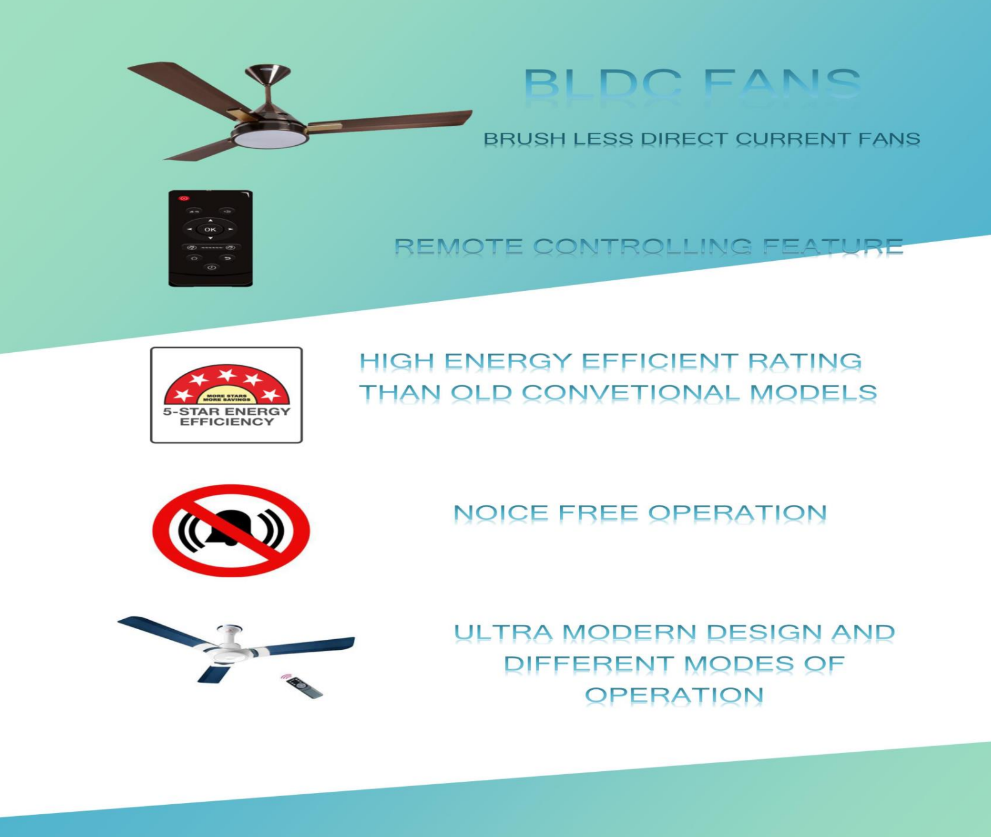 BLDC FANS
BRUSH LESS DIRECT CURRENT FANS
OK
REMOTE CONTROLLING FEATURE
MORE STARS
MORE SAVINGS
5-STAR ENERGY
EFFICIENCY
HIGH ENERGY EFFICIENT RATING
THAN OLD CONVETIONAL MODELS
NOICE FREE OPERATION
ULTRA MODERN DESIGN AND
DIFFERENT MODES OF
OPERATION